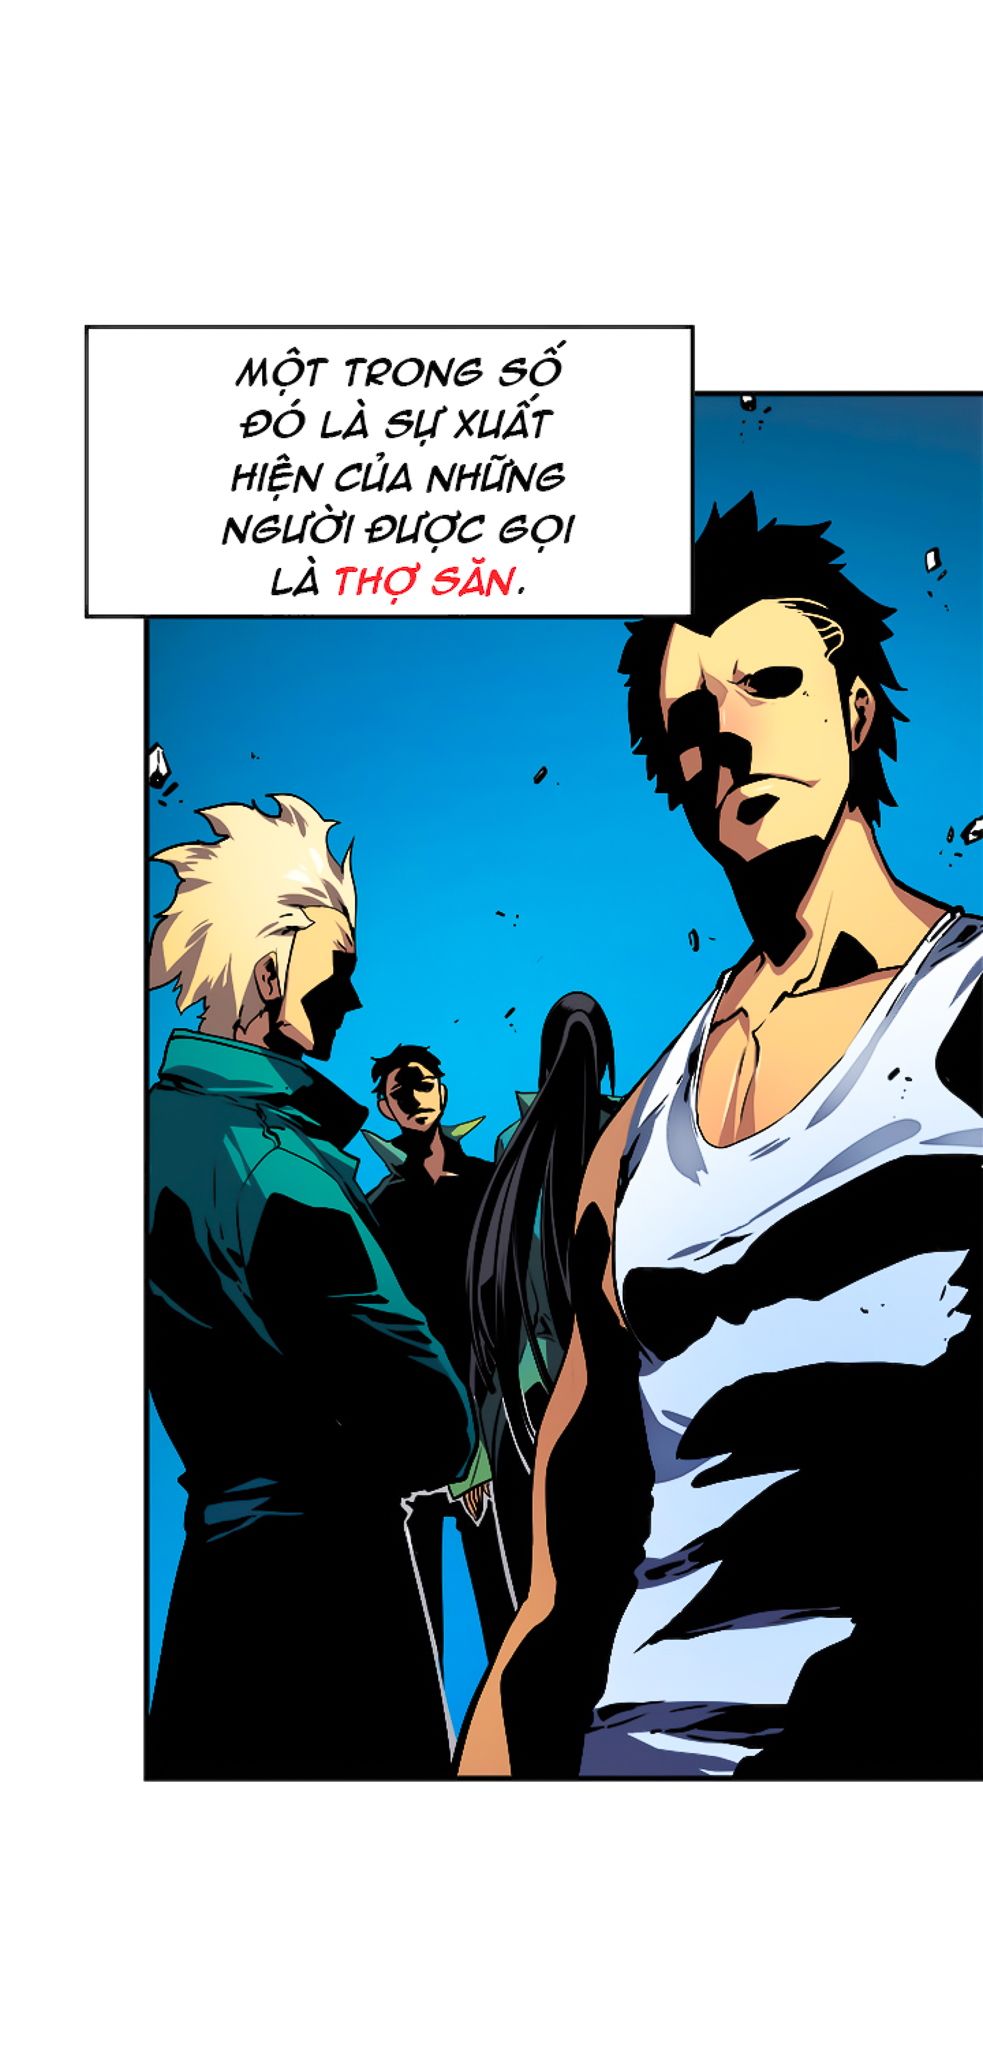 MỘT TRONG SỐ
ĐÓ LÀ SỰ XUẤT
HIỆN CỦA NHỮNG
NGƯỜI ĐƯỢC GỌI
LÀ THỢ SĂN.